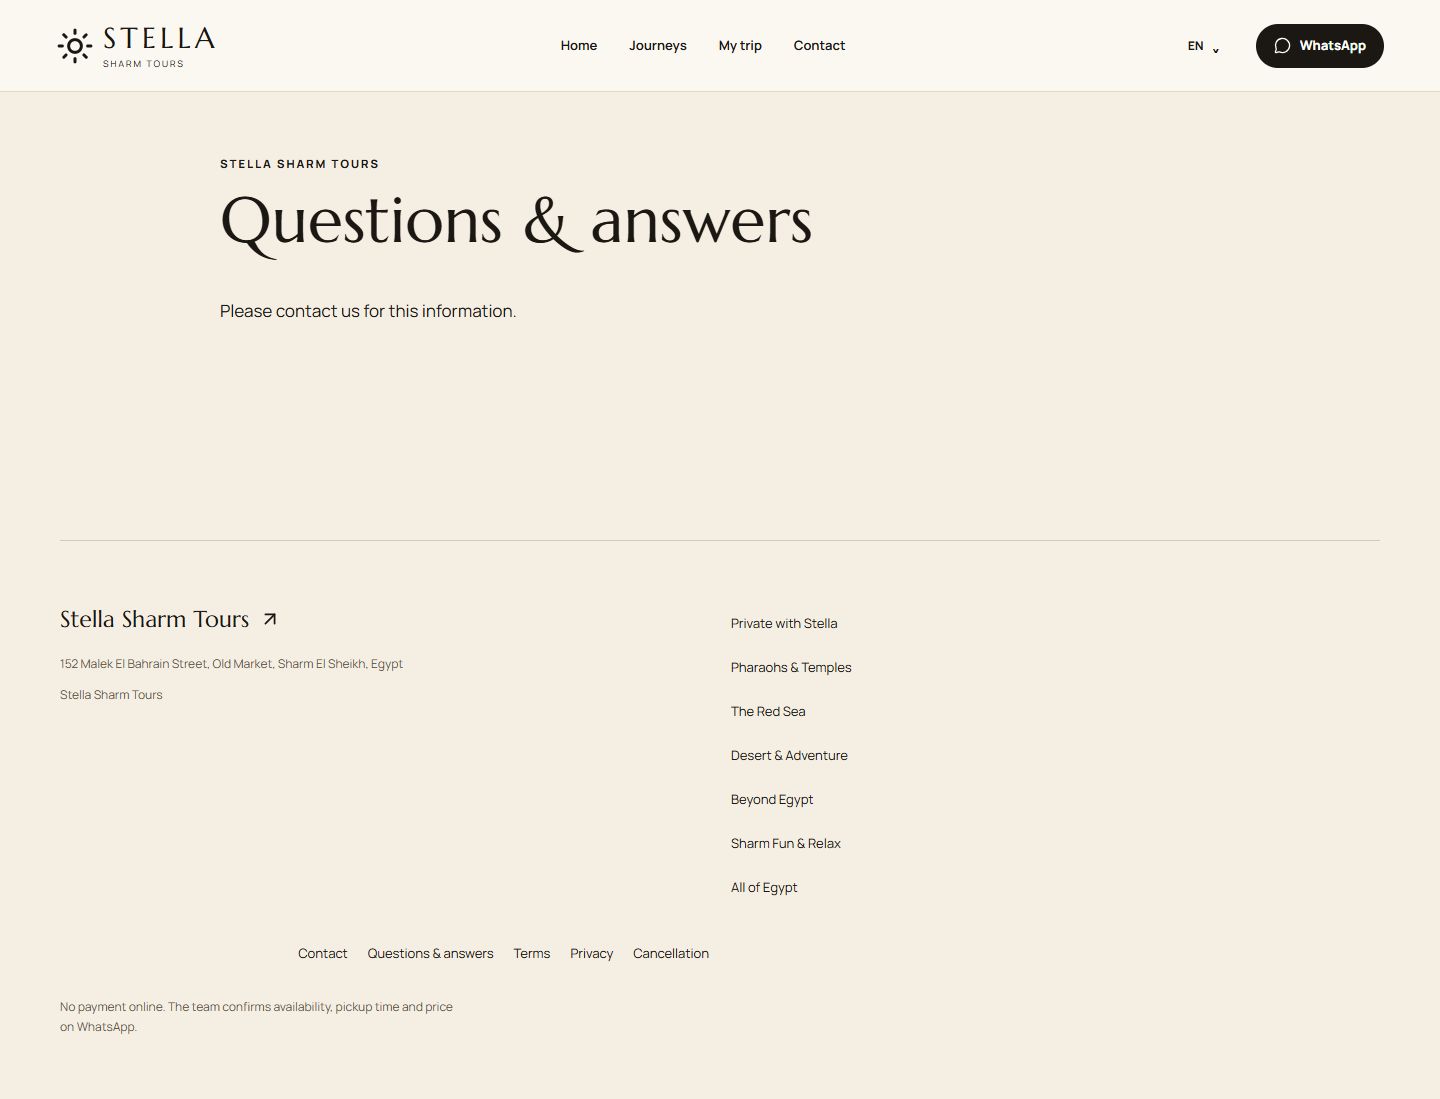 STELLA
SHARM TOURS
Home
Journeys
My trip
Contact
EN
WhatsApp
STELLA SHARM TOURS
Questions & answers
Please contact us for this information.
Stella Sharm Tours
152 Malek El Bahrain Street, Old Market, Sharm El Sheikh, Egypt
Stella Sharm Tours
Private with Stella
Pharaohs & Temples
The Red Sea
Desert & Adventure
Beyond Egypt
Sharm Fun & Relax
All of Egypt
Contact
Questions & answers
Terms
Privacy
Cancellation
No payment online. The team confirms availability, pickup time and price
on WhatsApp.